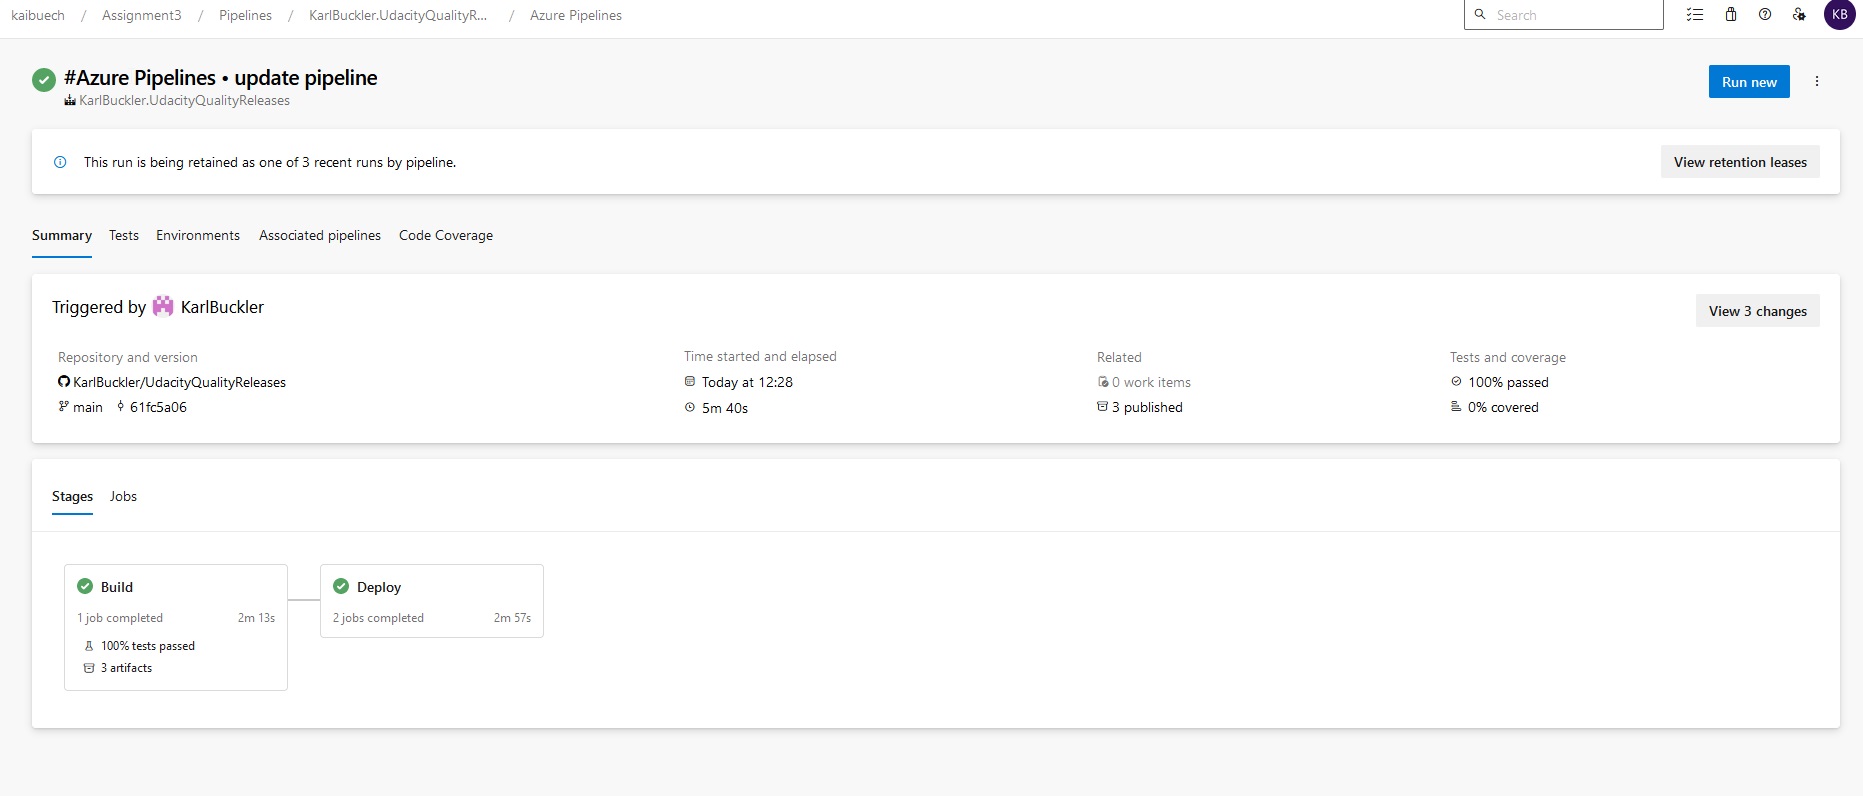 kaibuech / Assignment3 / Pipelines / KarlBuckler.UdacityQualityR... / Azure Pipelines
Search
KB
#Azure Pipelines • update pipeline
KarlBuckler.UdacityQualityReleases
Run new
This run is being retained as one of 3 recent runs by pipeline.
View retention leases
Summary Tests Environments Associated pipelines Code Coverage
Triggered by KarlBuckler
View 3 changes
Repository and version
KarlBuckler/UdacityQualityReleases
main 61fc5a06
Time started and elapsed
Today at 12:28
5m 40s
Related
0 work items
3 published
Tests and coverage
100% passed
0% covered
Stages Jobs
Build
1 job completed 2m 13s
100% tests passed
3 artifacts
Deploy
2 jobs completed 2m 57s